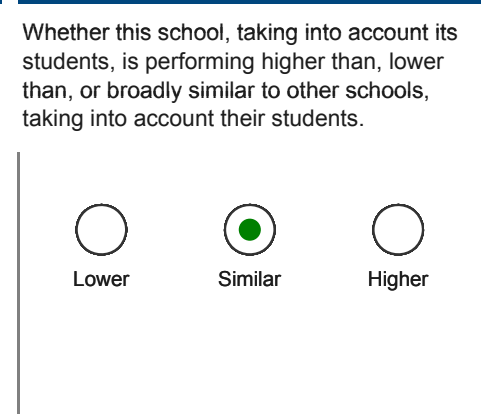 Whether this school, taking into account its
students, is performing higher than, lower
than, or broadly similar to other schools,
taking into account their students.
Lower Similar Higher